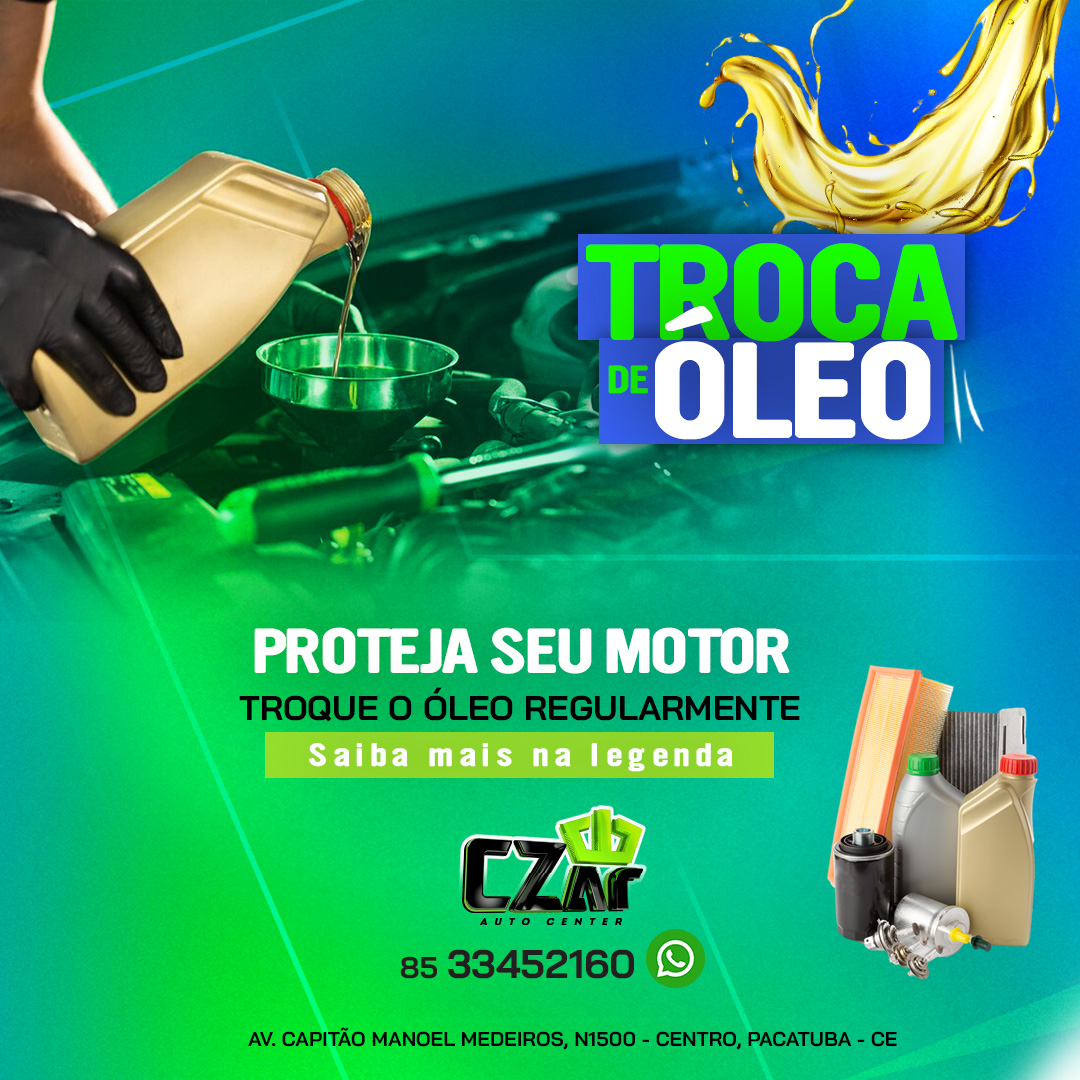 TROCA
DE ÓLEO
PROTEJA SEU MOTOR
TROQUE O ÓLEO REGULARMENTE
Saiba mais na legenda
CZAr
AUTO CENTER
85 33452160
AV. CAPITÃO MANOEL MEDEIROS, N1500 - CENTRO, PACATUBA - CE